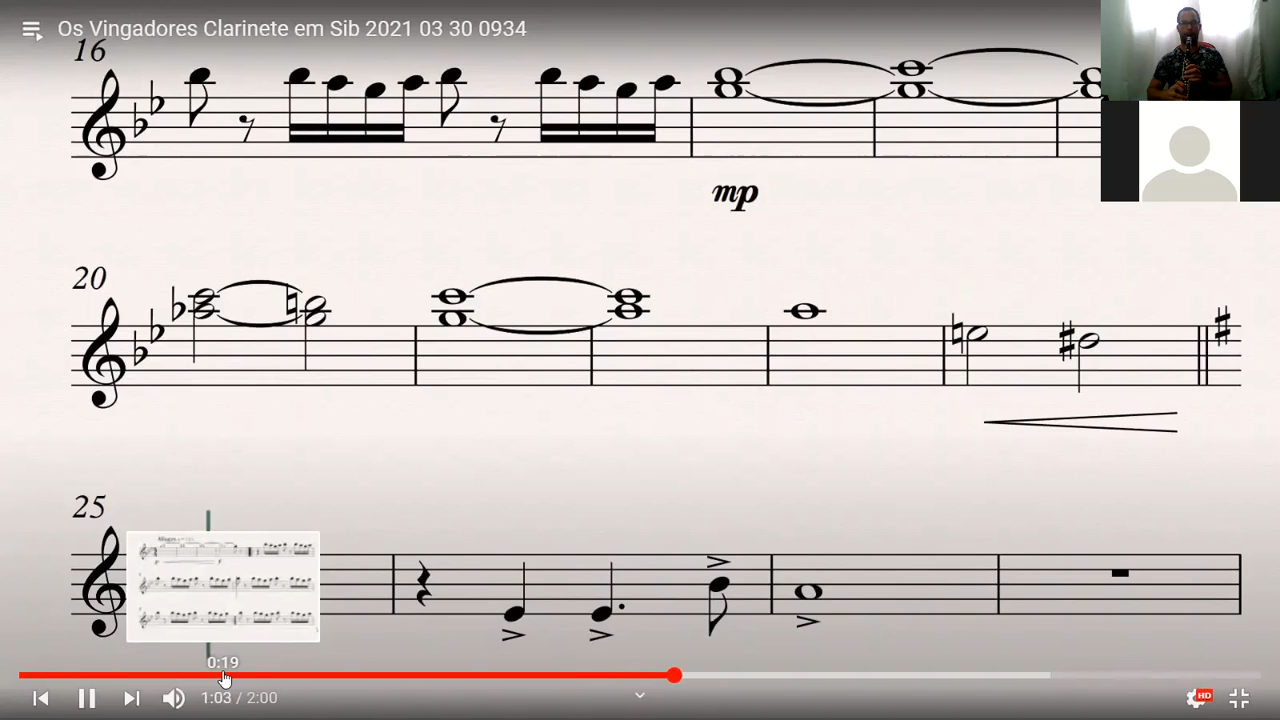 Os Vingadores Clarinete em Sib 2021 03 30 0934
16
mp
20
25
0:19
1:03 / 2:00
HD